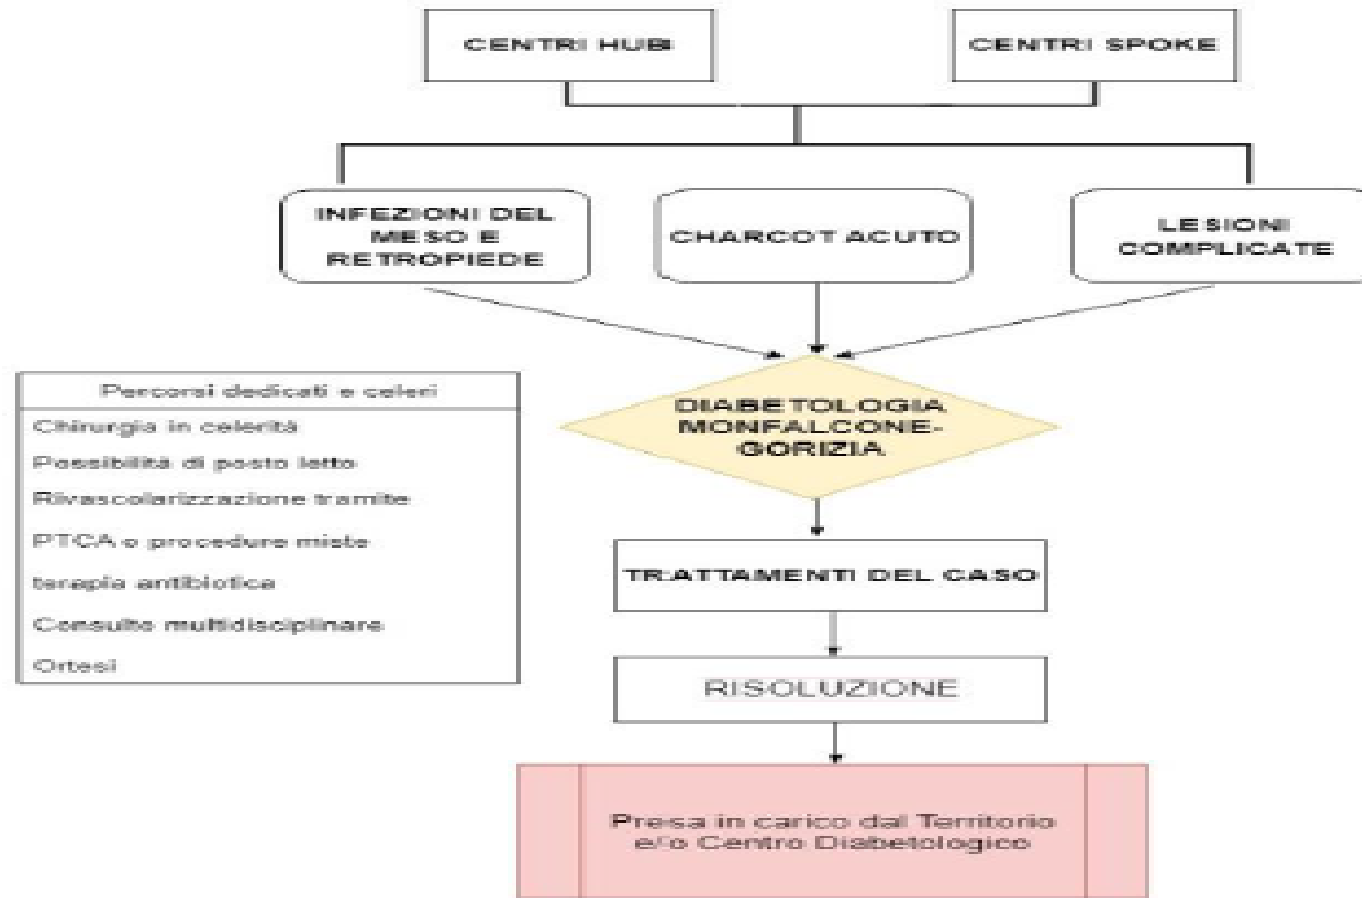 CENTRI HUB
CENTRI SPOKE
INFEZIONI DEL
MESO E
RETROPIEDE
CHARCOT ACUTO
LESIONI
COMPLICATE
Percorsi dedicati e celeri
Chirurgia in celerità
Possibilità di posto letto
Rivascolarizzazione tramite
PTCA o procedure miste
terapia antibiotica
Consulto multidisciplinare
Ortesi
DIABETOLOGIA
MONFALCONE-
GORIZIA
TRATTAMENTI DEL CASO
RISOLUZIONE
Presa in carico dal Territorio
e/o Centro Diabetologico